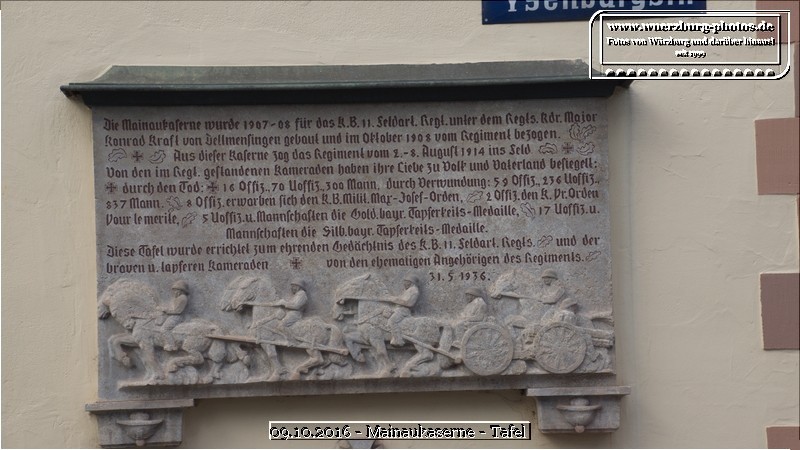 Ysenburgstr.
www.wuerzburg-photos.de
Fotos von Würzburg und darüber hinaus!
seit 1999
Die Mainaukaserne wurde 1907-08 für das K.B. 11. Feldart. Regt. unter dem Regts. Kdr. Major
Konrad Krafft von Dellmensingen gebaut und im Oktober 1908 vom Regiment bezogen.
Aus dieser Kaserne zog das Regiment vom 2.-8. August 1914 ins Feld
Von den im Regt. gestandenen Kameraden haben ihre Liebe zu Volk und Vaterland besiegelt:
durch den Tod: 16 Offiz., 70 Uoffiz., 300 Mann, durch Verwundung: 59 Offiz., 236 Uoffiz.,
837 Mann. 8 Offiz. erwarben sich den K.B. Milit. Max-Josef-Orden, 2 Offiz. den K. Pr. Orden
Pour le merite, 5 Uoffiz. u. Mannschaften die Gold. bayr. Tapferkeits-Medaille, 17 Uoffiz. u.
Mannschaften die Silb. bayr. Tapferkeits-Medaille.
Diese Tafel wurde errichtet zum ehrenden Gedächtnis des K.B. 11. Feldart. Regts. und der
braven u. tapferen Kameraden von den ehemaligen Angehörigen des Regiments.
31.5.1936.
09.10.2016 - Mainaukaserne - Tafel